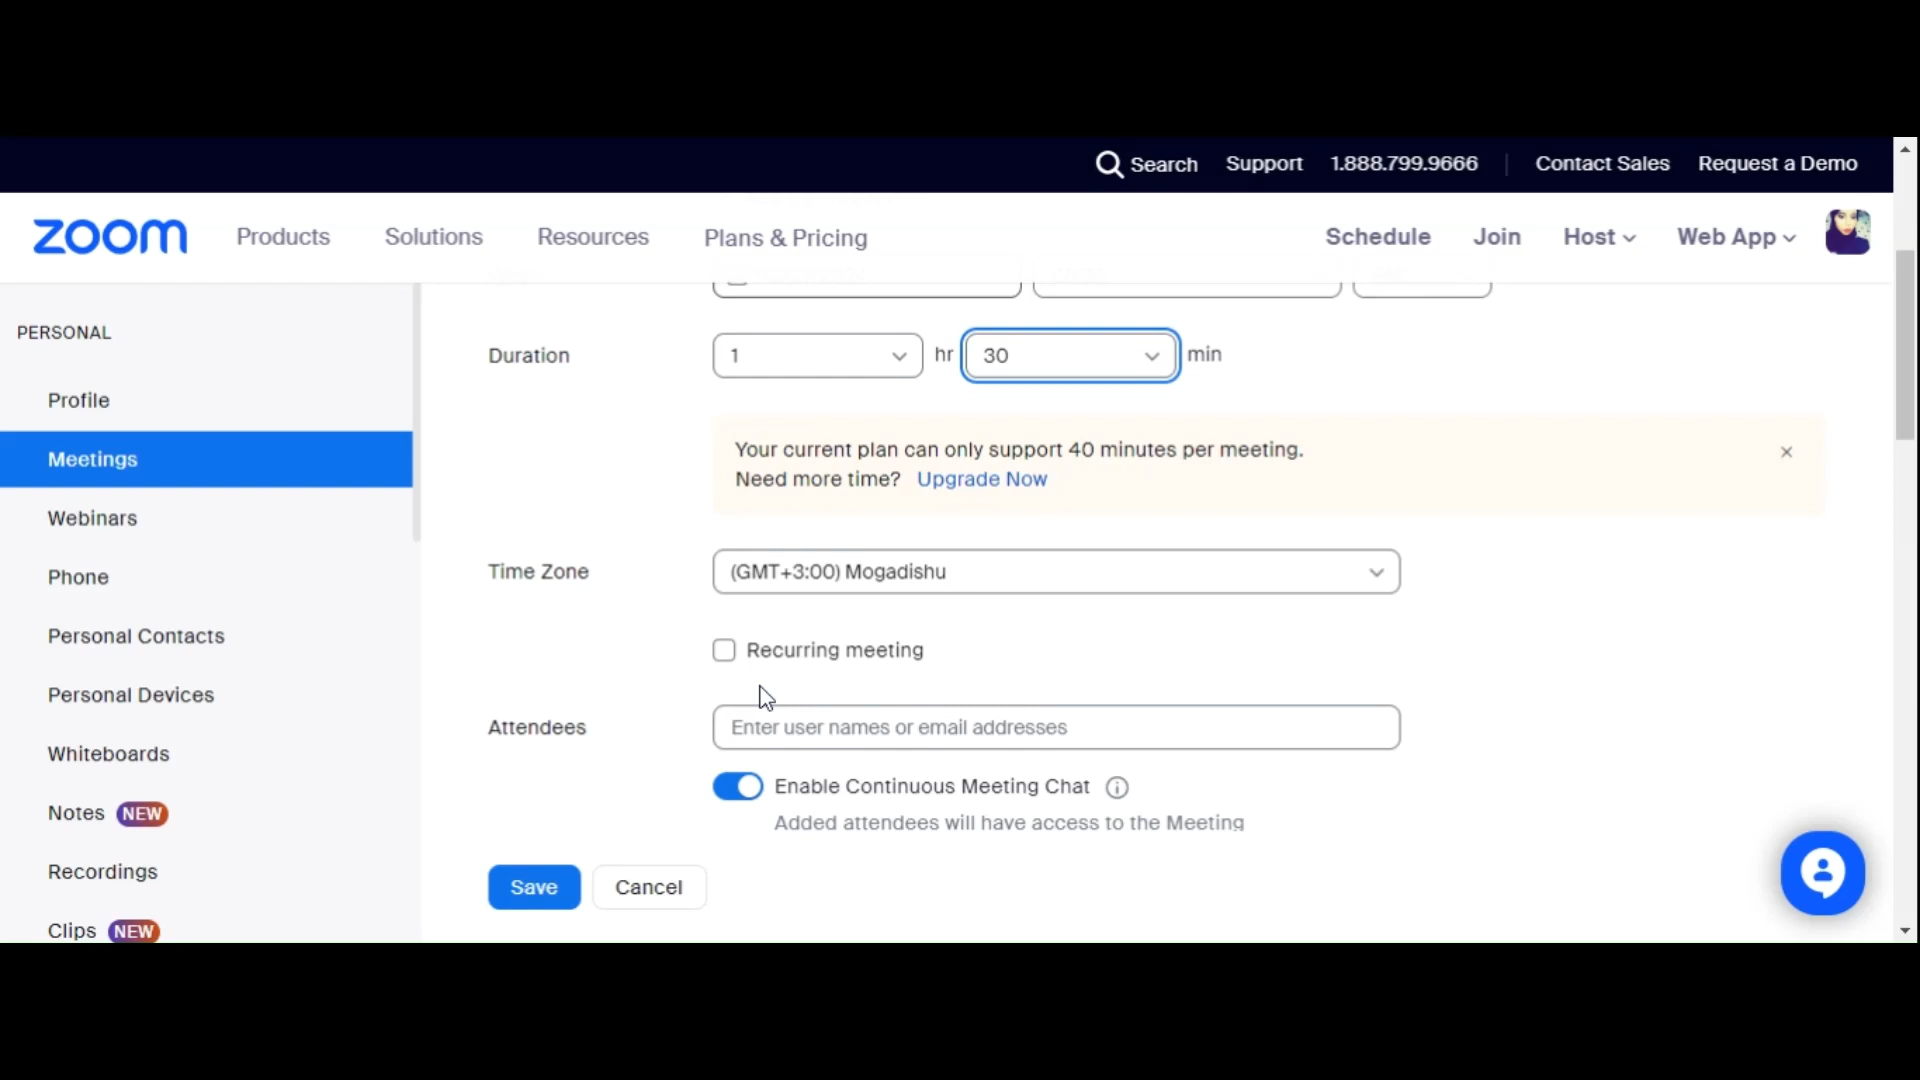 Search Support 1.888.799.9666 Contact Sales Request a Demo
zoom Products Solutions Resources Plans & Pricing Schedule Join Host Web App
PERSONAL
Profile
Meetings
Webinars
Phone
Personal Contacts
Personal Devices
Whiteboards
Notes NEW
Recordings
Clips NEW
Duration 1 hr 30 min
Your current plan can only support 40 minutes per meeting.
Need more time? Upgrade Now
Time Zone (GMT+3:00) Mogadishu
Recurring meeting
Attendees Enter user names or email addresses
Enable Continuous Meeting Chat
Added attendees will have access to the Meeting
Save Cancel